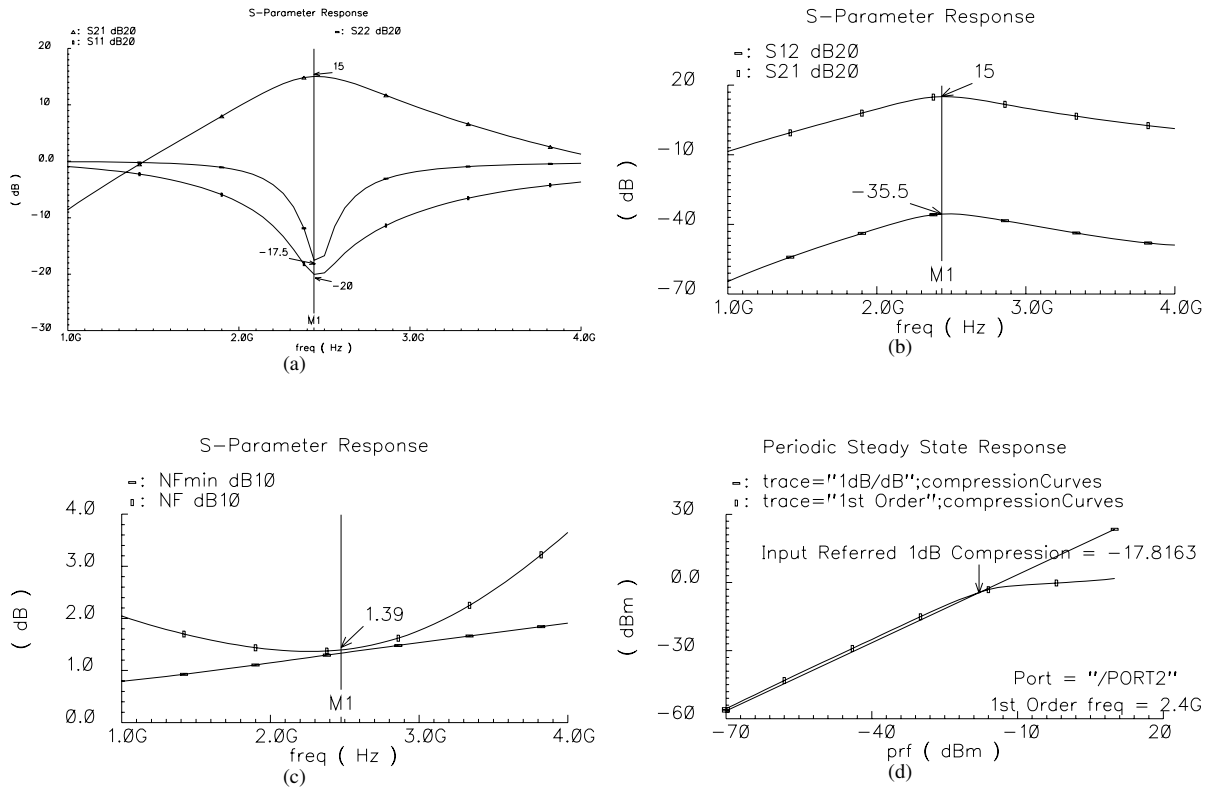 S-Parameter Response
▵: S21 dB20
-: S22 dB20
▯: S11 dB20
20
10
0.0
-10
-20
-30
( dB )
15
-17.5
-20
M1
1.0G
2.0G
3.0G
4.0G
freq ( Hz )
(a)
S-Parameter Response
-: S12 dB20
▯: S21 dB20
20
-10
-40
-70
( dB )
15
-35.5
M1
1.0G
2.0G
3.0G
4.0G
freq ( Hz )
(b)
S-Parameter Response
-: NFmin dB10
▯: NF dB10
4.0
3.0
2.0
1.0
0.0
( dB )
1.39
M1
1.0G
2.0G
3.0G
4.0G
freq ( Hz )
(c)
Periodic Steady State Response
-: trace="1dB/dB";compressionCurves
▯: trace="1st Order";compressionCurves
30
0.0
-30
-60
( dBm )
Input Referred 1dB Compression = -17.8163
Port = "/PORT2"
1st Order freq = 2.4G
-70
-40
-10
20
prf ( dBm )
(d)